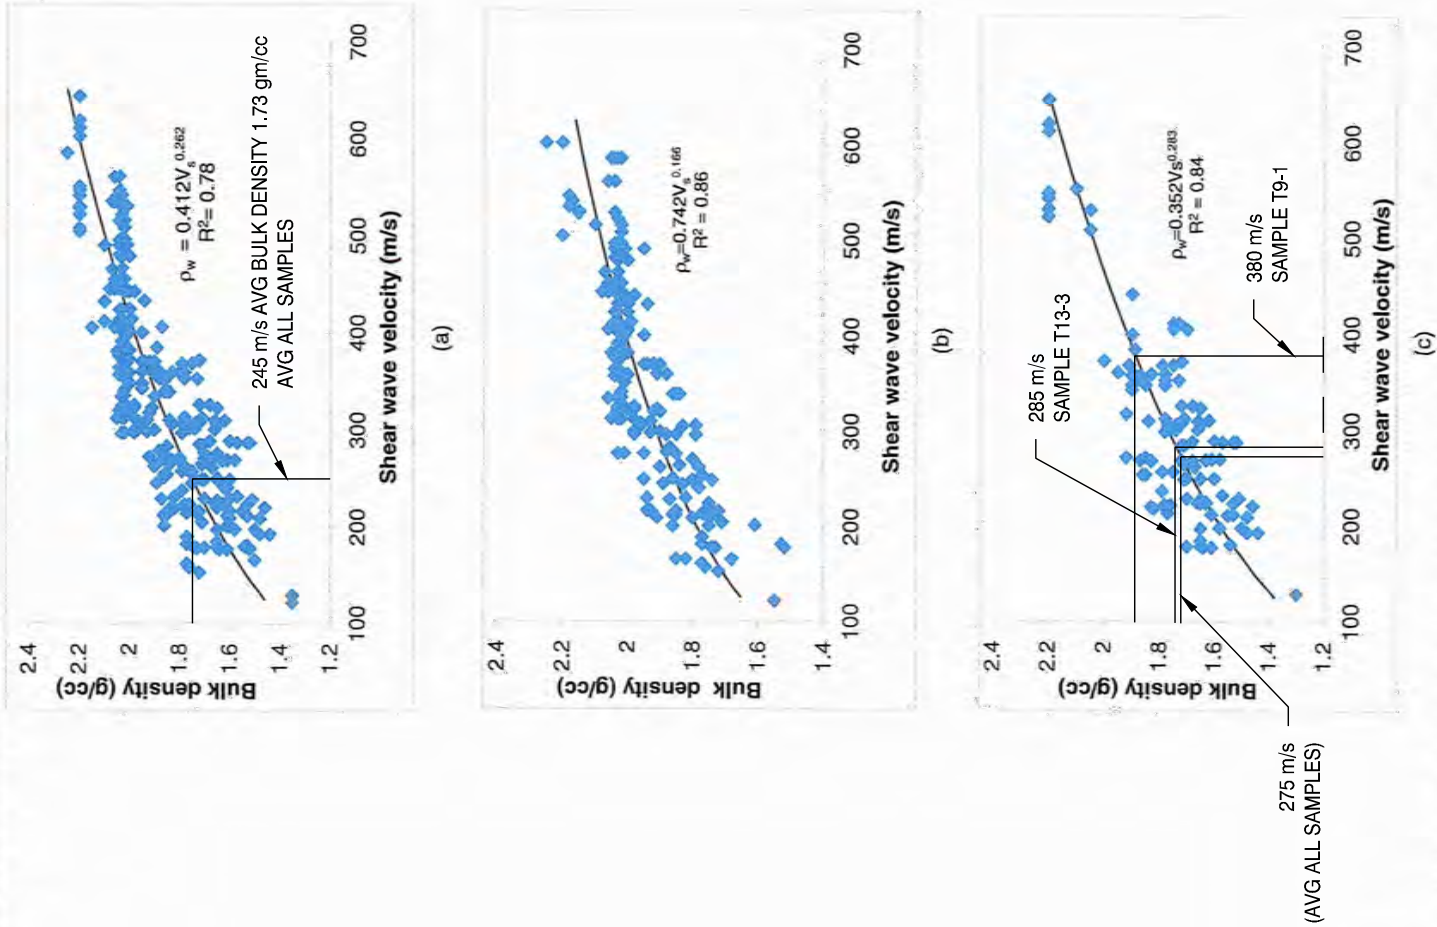 2.4
2.2
2
1.8
1.6
1.4
1.2
Bulk density (g/cc)
100
200
300
400
500
600
700
Shear wave velocity (m/s)
ρw = 0.412Vs^0.262
R² = 0.78
245 m/s AVG BULK DENSITY 1.73 gm/cc
AVG ALL SAMPLES
(a)
2.4
2.2
2
1.8
1.6
1.4
Bulk density (g/cc)
100
200
300
400
500
600
700
Shear wave velocity (m/s)
ρw=0.742Vs^0.166
R² = 0.86
(b)
2.4
2.2
2
1.8
1.6
1.4
1.2
Bulk density (g/cc)
100
200
300
400
500
600
700
Shear wave velocity (m/s)
ρw=0.352Vs^0.283
R² = 0.84
285 m/s
SAMPLE T13-3
380 m/s
SAMPLE T9-1
275 m/s
(AVG ALL SAMPLES)
(c)